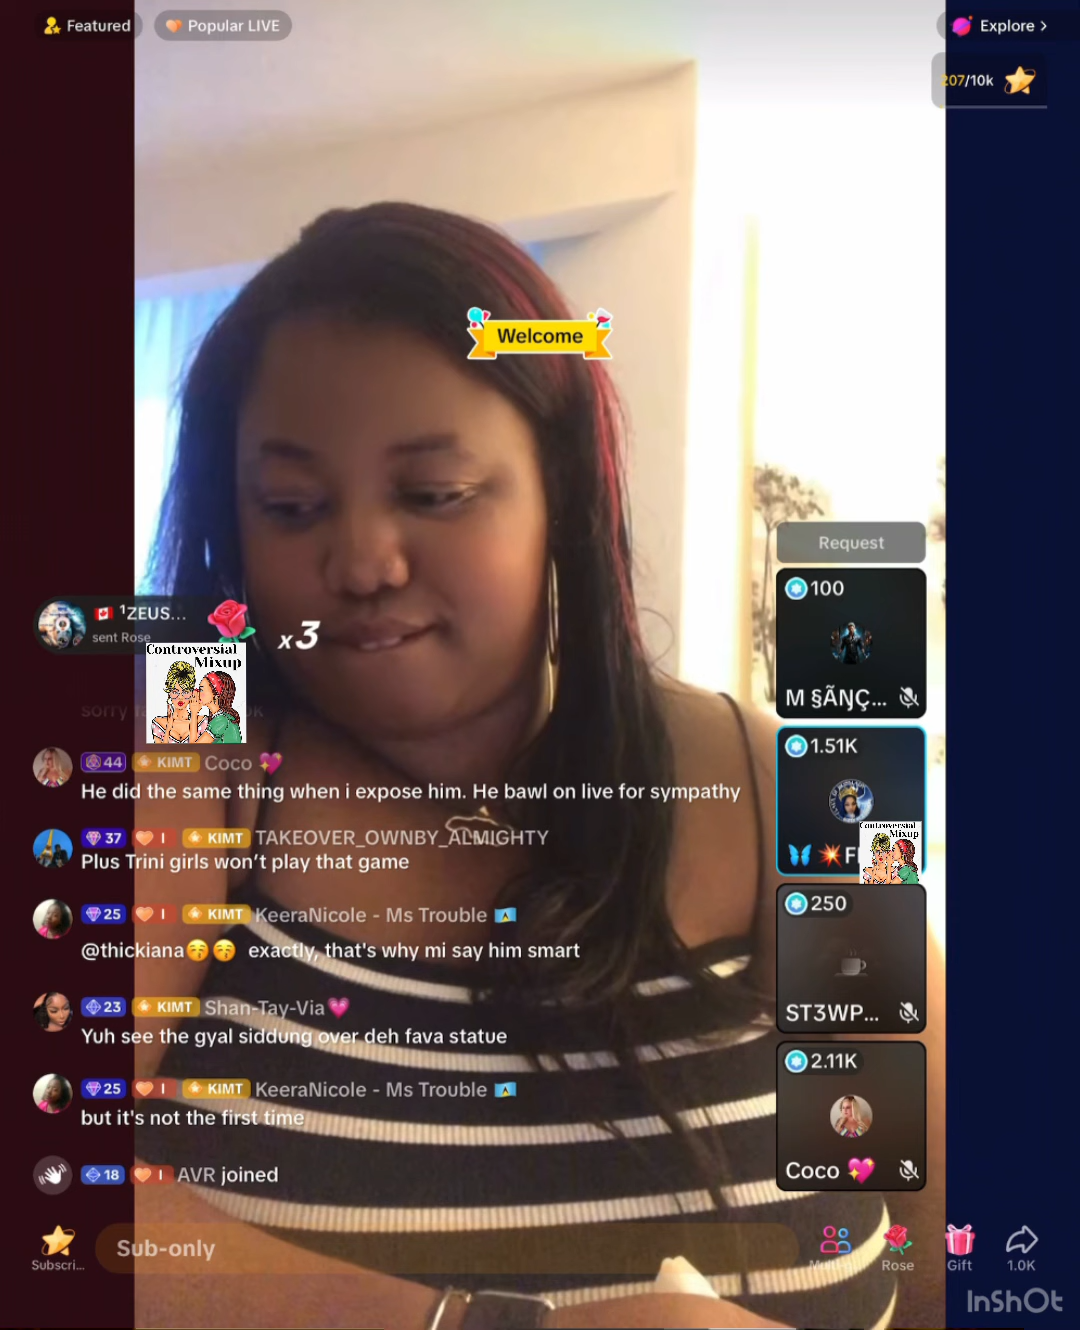 Featured
Popular LIVE
Explore >
207/10k
Welcome
Request
100
M §ÃŊÇ...
¹ZEUS...
sent Rose
x3
Controversial
Mixup
sorry
44 KIMT Coco 💖
He did the same thing when i expose him. He bawl on live for sympathy
1.51K
37 I KIMT TAKEOVER_OWNBY_ALMIGHTY
Plus Trini girls won't play that game
Controversial
Mixup
25 I KIMT KeeraNicole - Ms Trouble 🇦🇼
@thickiana😚😚 exactly, that's why mi say him smart
250
ST3WP...
23 KIMT Shan-Tay-Via💗
Yuh see the gyal siddung over deh fava statue
25 I KIMT KeeraNicole - Ms Trouble
but it's not the first time
2.11K
Coco 💖
18 I AVR joined
Sub-only
Subscri...
Rose
Gift
1.0K
InShOt